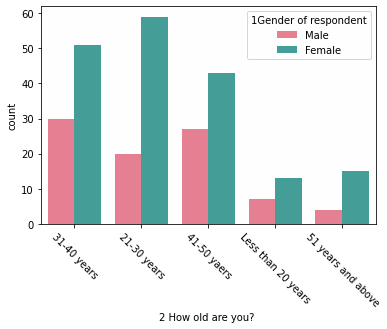 1Gender of respondent
Male
Female
count
60
50
40
30
20
10
0
31-40 years
21-30 years
41-50 yaers
Less than 20 years
51 years and above
2 How old are you?